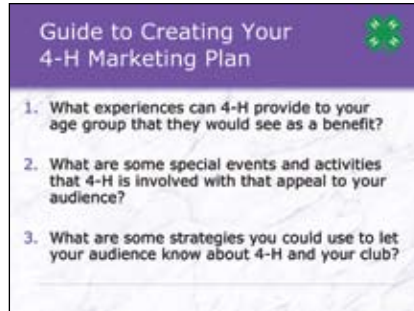 Guide to Creating Your
4-H Marketing Plan
1. What experiences can 4-H provide to your
age group that they would see as a benefit?
2. What are some special events and activities
that 4-H is involved with that appeal to your
audience?
3. What are some strategies you could use to let
your audience know about 4-H and your club?